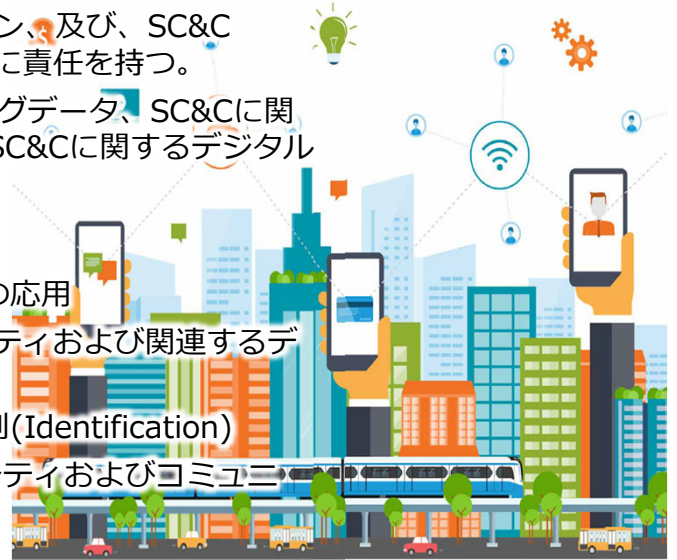 ン、及び、SC&C
に責任を持つ。
グデータ、SC&Cに関
SC&Cに関するデジタル
の応用
ティおよび関連するデ
別(Identification)
ーティおよびコミュニ